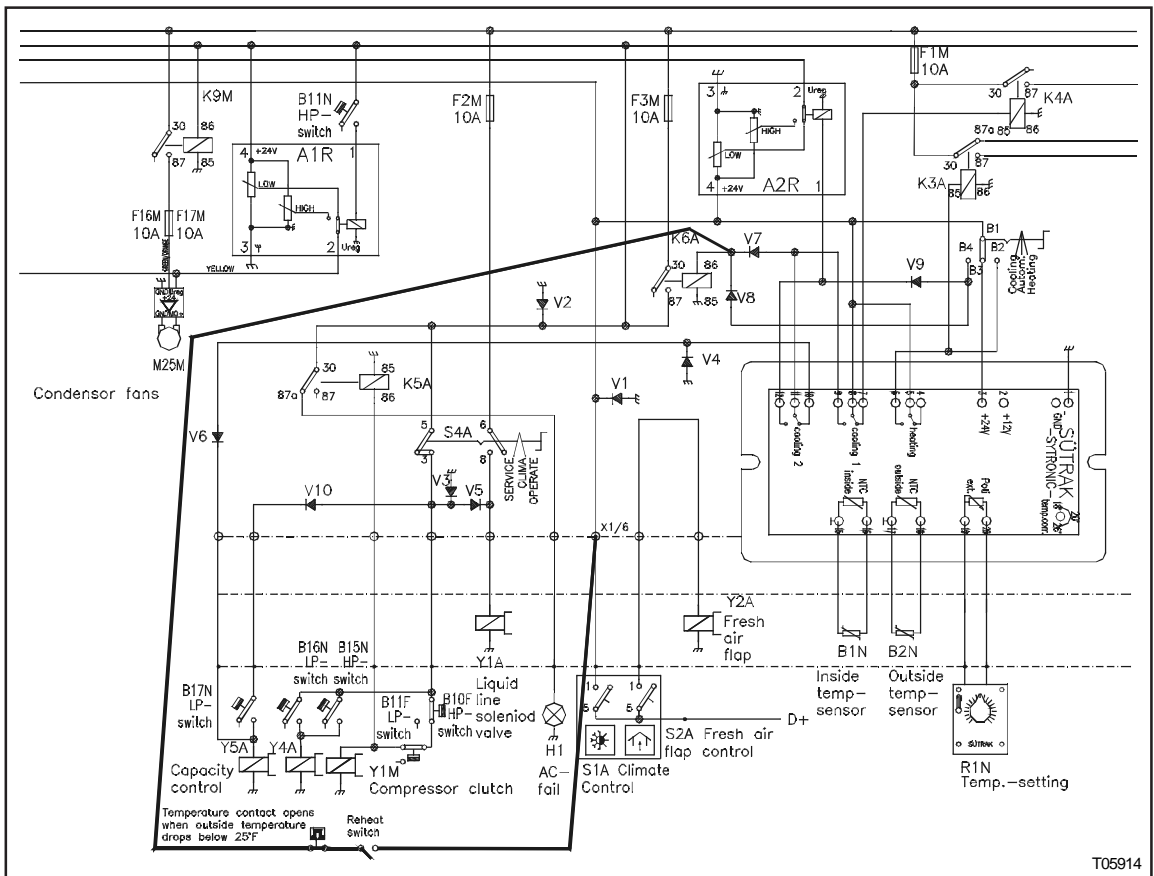 F1M
10A
K9M
B11N
HP-
switch
F2M
10A
F3M
10A
3
2
Ureg
HIGH
LOW
4
+24V
A2R
1
30
87
K4A
87a
85
86
30
87
K3A
85
86
30
86
87
85
4
+24V
A1R
1
LOW
HIGH
3
2
Ureg
F16M
10A
F17M
10A
YELLOW
M25M
Condensor fans
K6A
30
86
87
85
V7
V8
V9
B1
B4
B2
B3
Cooling
Autom.
Heating
V2
V4
30
85
87a
87
86
K5A
V1
V6
5
6
S4A
3
8
SERVICE
CLIMA
OPERATE
V3
V5
V10
X1/6
cooling 2
cooling 1
heating
+24V
+12V
GND
SÜTRAK
-SYTRONIC-
temp.contr.
inside
NTC
outside
NTC
ext.
Poti
Y2A
Fresh
air
flap
B1N
Inside
temp-
sensor
B2N
Outside
temp-
sensor
SÜTRAK
R1N
Temp.-setting
Y1A
Liquid
line
soleniod
valve
B16N
LP-
switch
B15N
HP-
switch
B17N
LP-
switch
B11F
LP-
switch
B10F
HP-
switch
Y5A
Y4A
Capacity
control
Y1M
Compressor clutch
H1
AC-
fail
1
5
1
5
D+
S2A Fresh air
flap control
S1A Climate
Control
Temperature contact opens
when outside temperature
drops below 25°F
Reheat
switch
T05914